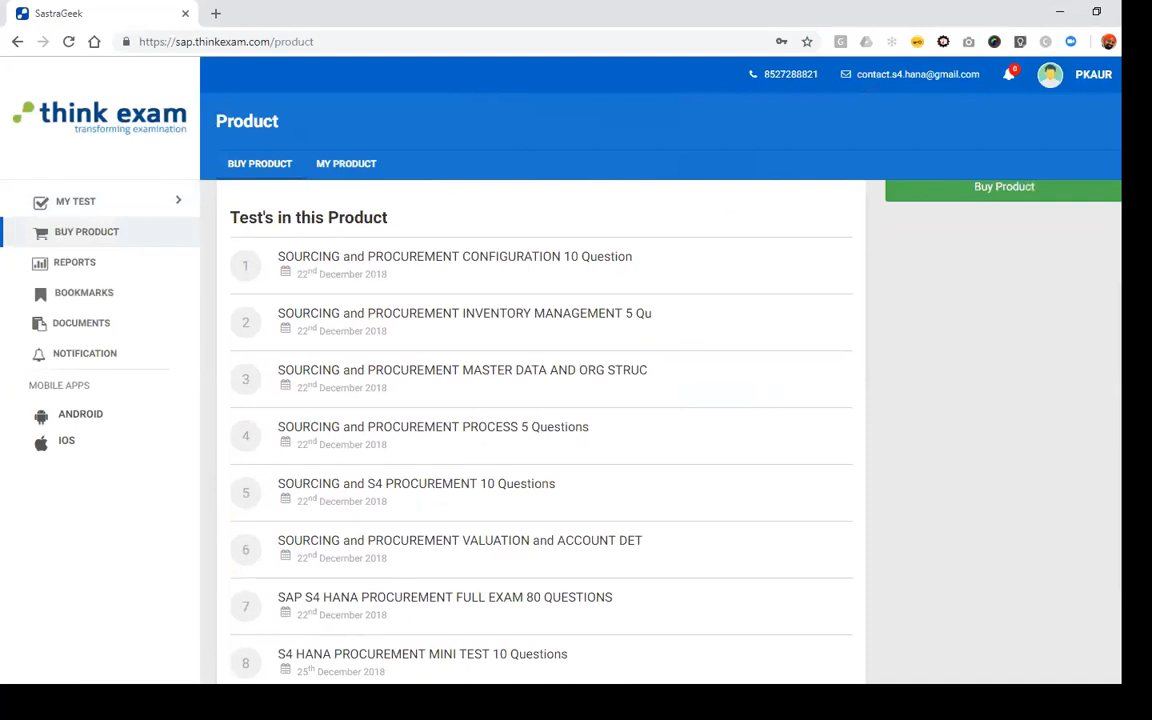 SastraGeek
https://sap.thinkexam.com/product
8527288821
contact.s4.hana@gmail.com
0
PKAUR
think exam
transforming examination
Product
BUY PRODUCT
MY PRODUCT
MY TEST
BUY PRODUCT
REPORTS
BOOKMARKS
DOCUMENTS
NOTIFICATION
MOBILE APPS
ANDROID
IOS
Buy Product
Test's in this Product
1
SOURCING and PROCUREMENT CONFIGURATION 10 Question
22nd December 2018
2
SOURCING and PROCUREMENT INVENTORY MANAGEMENT 5 Qu
22nd December 2018
3
SOURCING and PROCUREMENT MASTER DATA AND ORG STRUC
22nd December 2018
4
SOURCING and PROCUREMENT PROCESS 5 Questions
22nd December 2018
5
SOURCING and S4 PROCUREMENT 10 Questions
22nd December 2018
6
SOURCING and PROCUREMENT VALUATION and ACCOUNT DET
22nd December 2018
7
SAP S4 HANA PROCUREMENT FULL EXAM 80 QUESTIONS
22nd December 2018
8
S4 HANA PROCUREMENT MINI TEST 10 Questions
25th December 2018